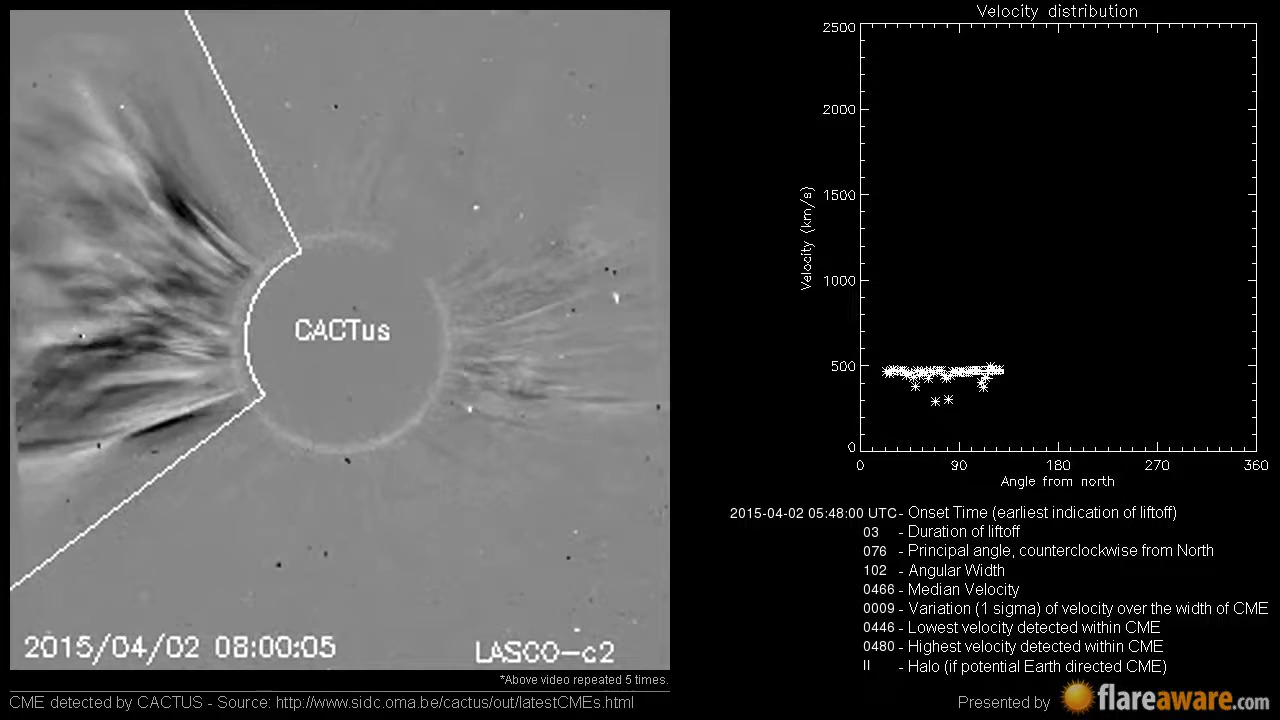 CACTus
2015/04/02 08:00:05
LASCO-c2
*Above video repeated 5 times.
CME detected by CACTUS - Source: http://www.sidc.oma.be/cactus/out/latestCMEs.html
Velocity distribution
2500
2000
1500
1000
500
0
Velocity (km/s)
0 90 180 270 360
Angle from north
2015-04-02 05:48:00 UTC - Onset Time (earliest indication of liftoff)
03 - Duration of liftoff
076 - Principal angle, counterclockwise from North
102 - Angular Width
0466 - Median Velocity
0009 - Variation (1 sigma) of velocity over the width of CME
0446 - Lowest velocity detected within CME
0480 - Highest velocity detected within CME
II - Halo (if potential Earth directed CME)
Presented by flareaware.com